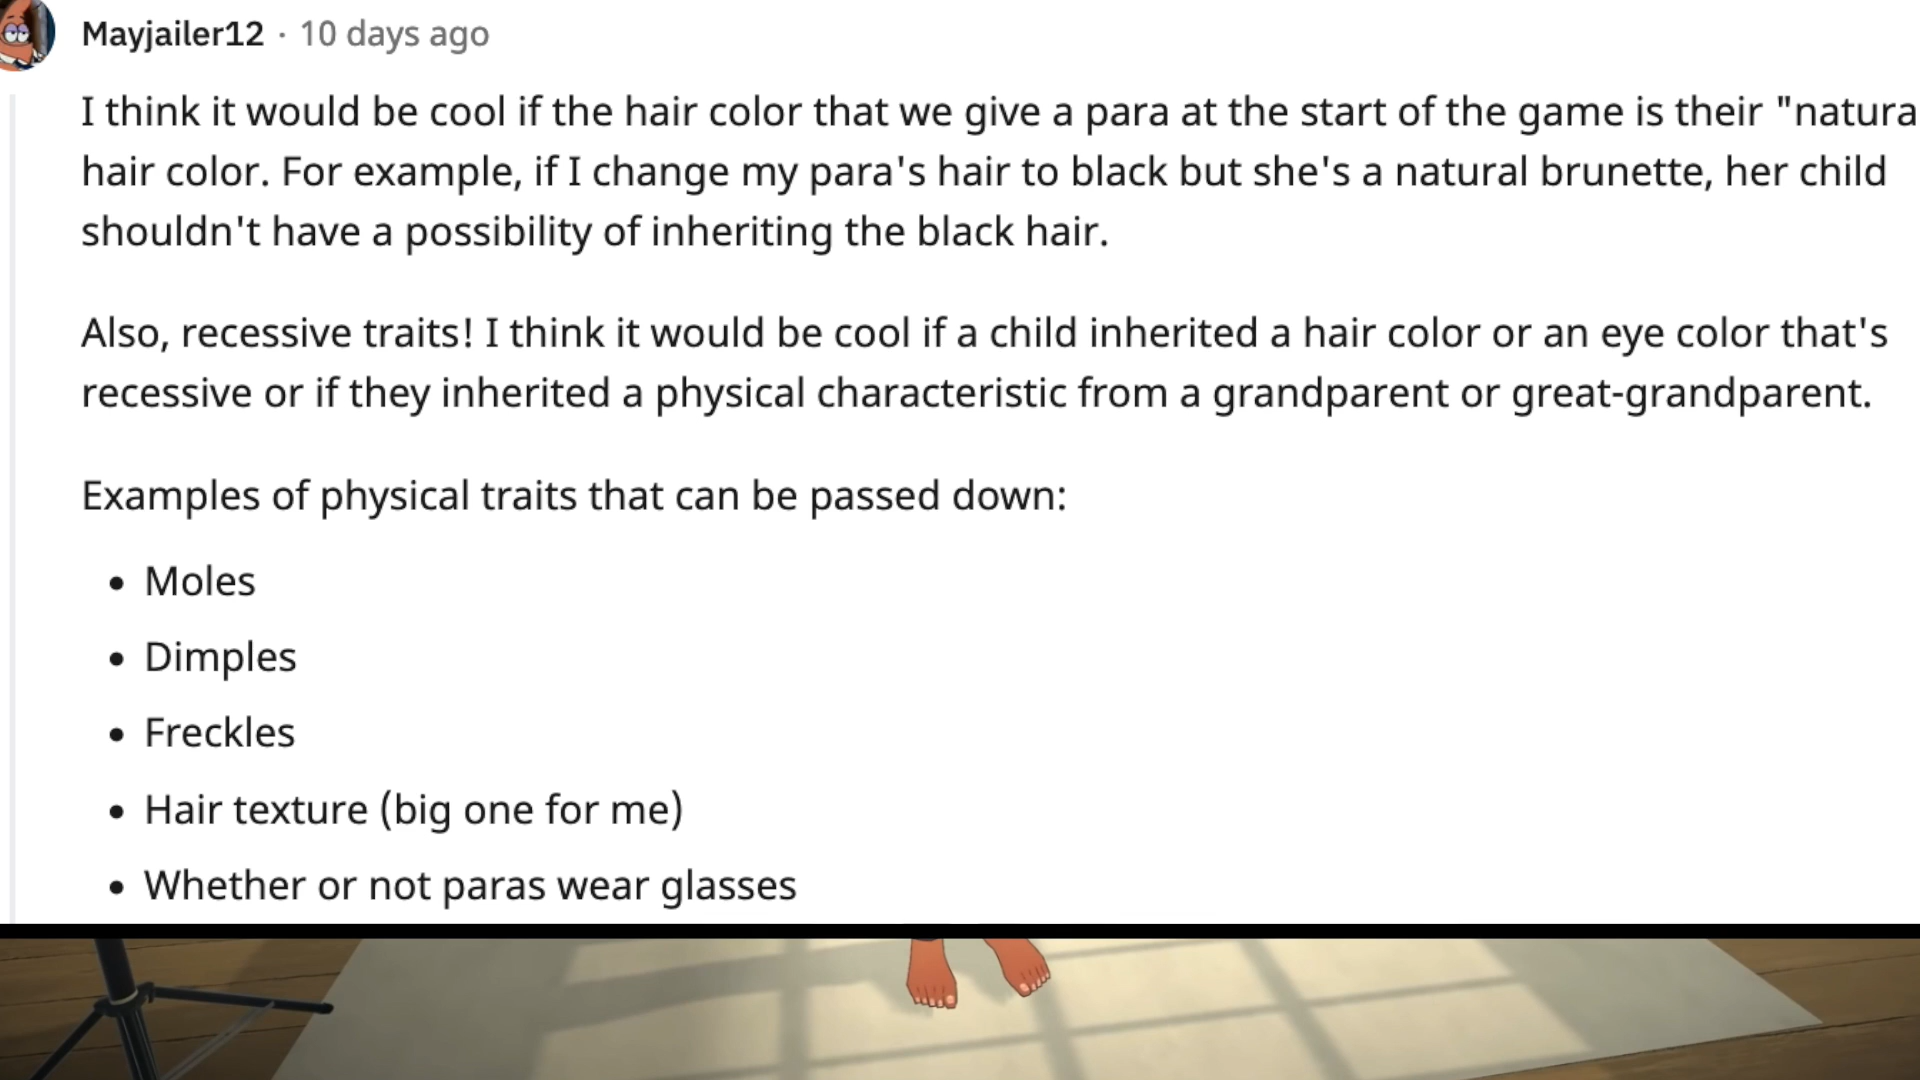 Mayjailer12 · 10 days ago
I think it would be cool if the hair color that we give a para at the start of the game is their "natura
hair color. For example, if I change my para's hair to black but she's a natural brunette, her child
shouldn't have a possibility of inheriting the black hair.
Also, recessive traits! I think it would be cool if a child inherited a hair color or an eye color that's
recessive or if they inherited a physical characteristic from a grandparent or great-grandparent.
Examples of physical traits that can be passed down:
• Moles
• Dimples
• Freckles
• Hair texture (big one for me)
• Whether or not paras wear glasses